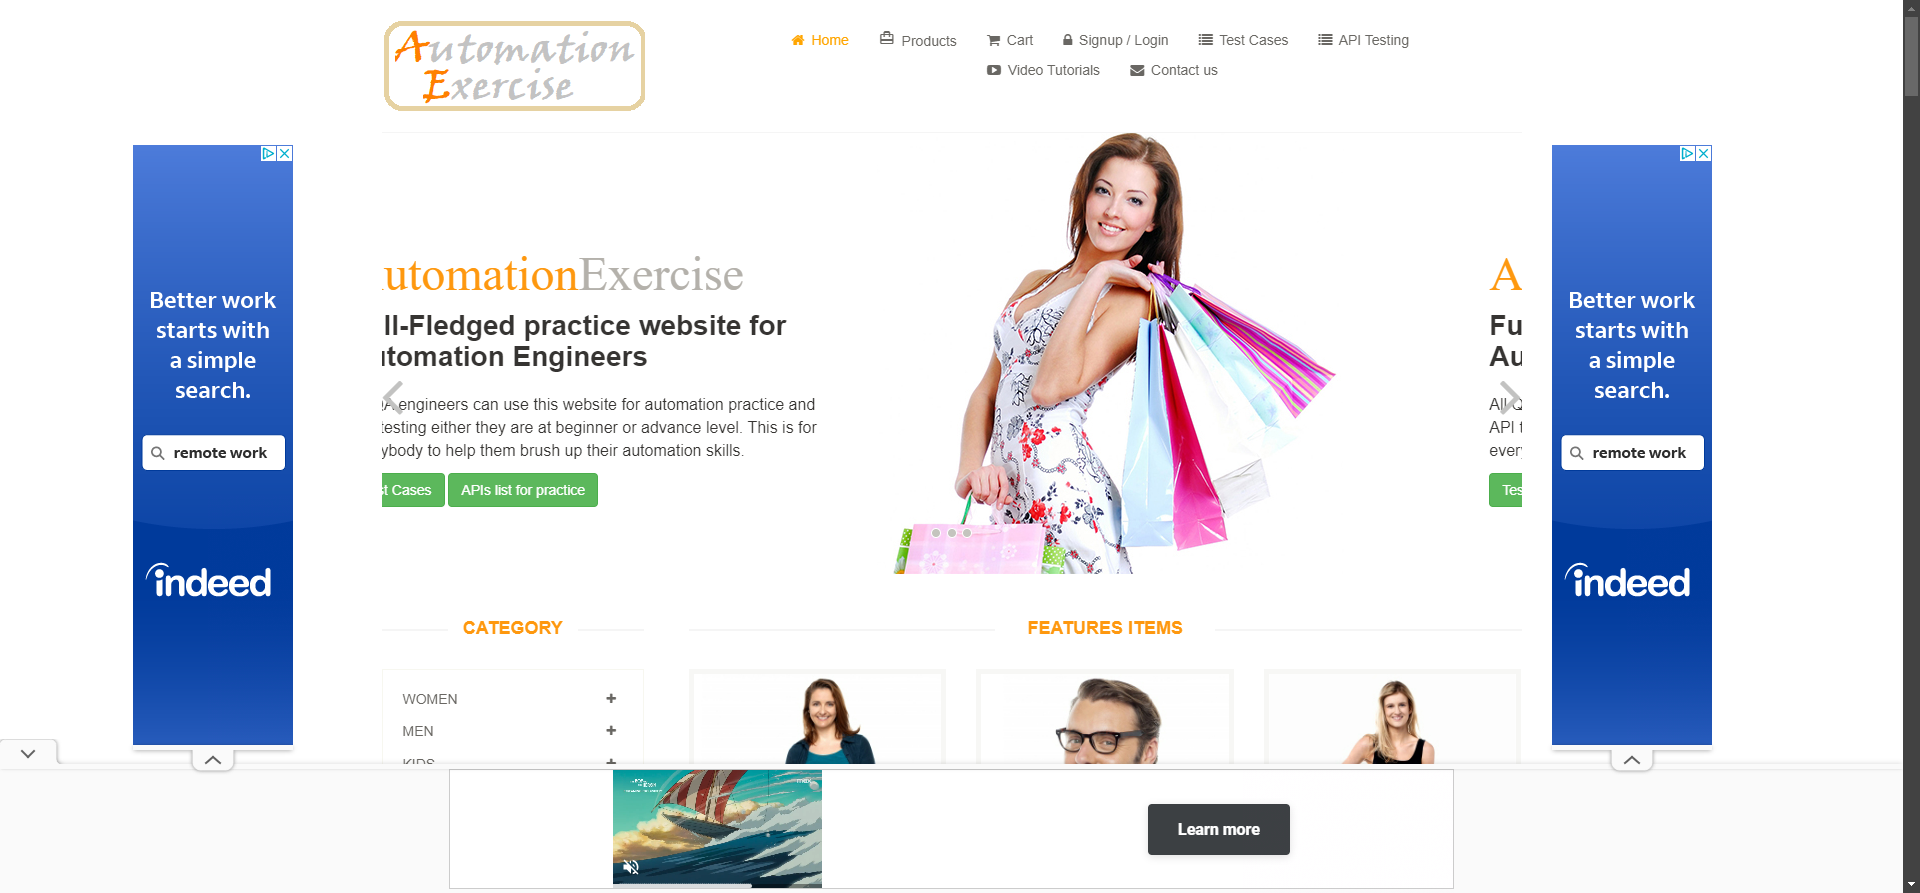 Automation
Exercise
Home
Products
Cart
Signup / Login
Test Cases
API Testing
Video Tutorials
Contact us
Better work
starts with
a simple
search.
remote work
indeed
utomationExercise
ll-Fledged practice website for
utomation Engineers
QA engineers can use this website for automation practice and
testing either they are at beginner or advance level. This is for
ybody to help them brush up their automation skills.
t Cases
APIs list for practice
A
Fu
Au
All Q
API t
every
Tes
Better work
starts with
a simple
search.
remote work
indeed
CATEGORY
WOMEN
MEN
KIDS
FEATURES ITEMS
Learn more